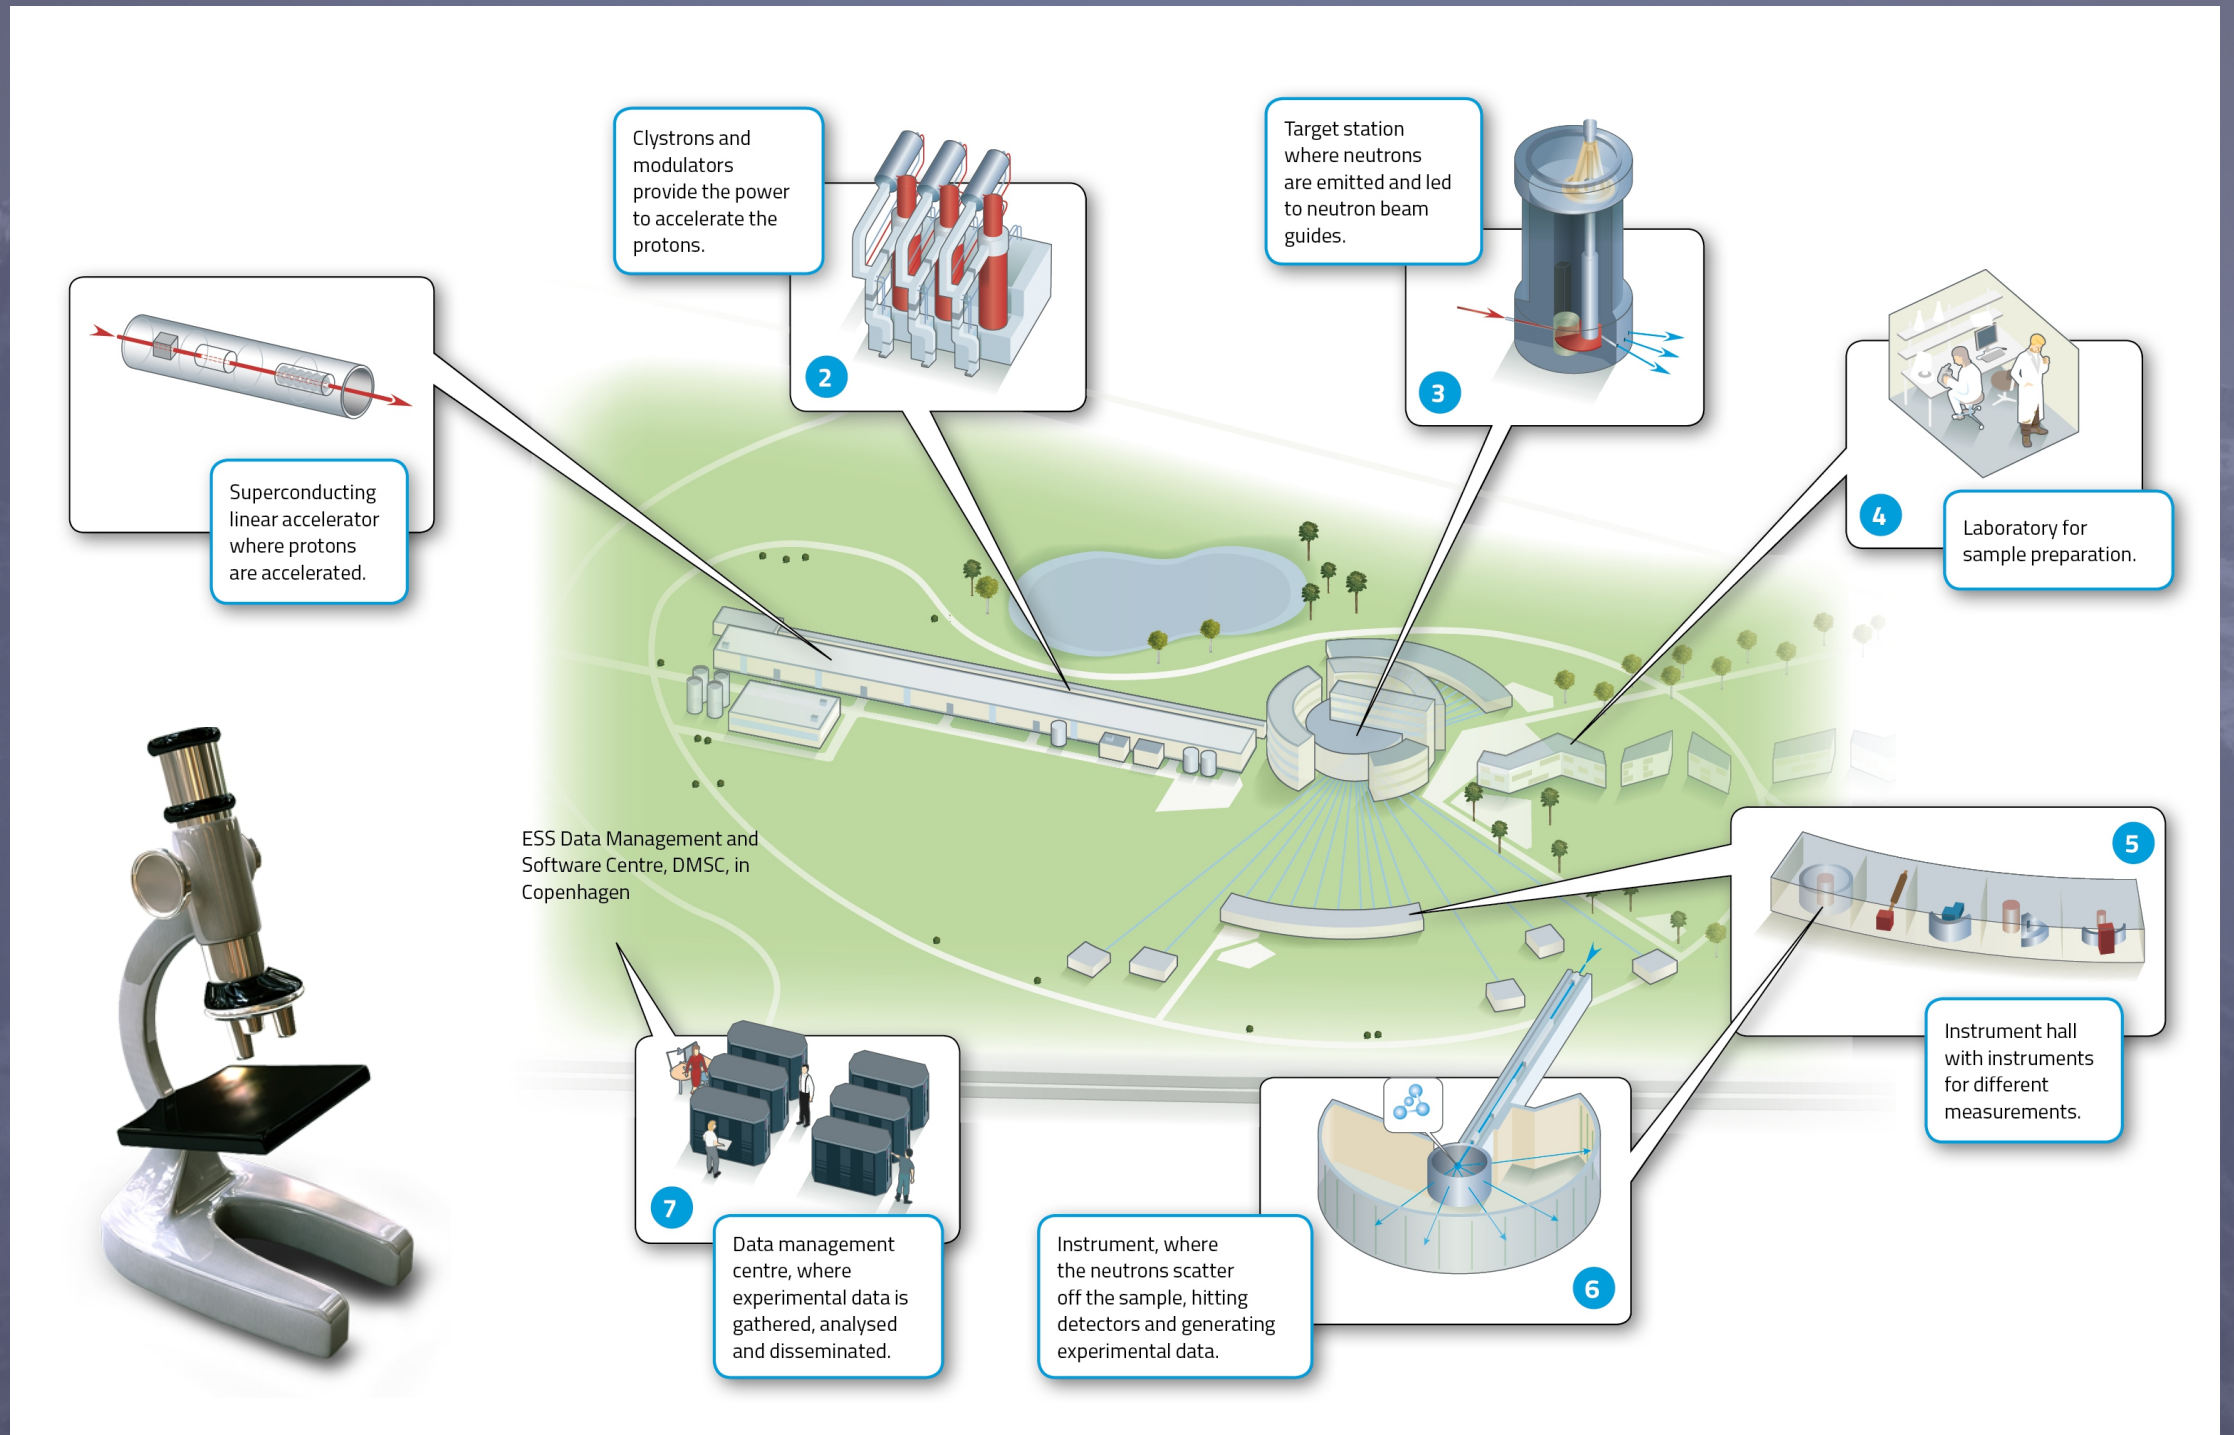 Superconducting
linear accelerator
where protons
are accelerated.
Clystrons and
modulators
provide the power
to accelerate the
protons.
2
Target station
where neutrons
are emitted and led
to neutron beam
guides.
3
4
Laboratory for
sample preparation.
5
Instrument hall
with instruments
for different
measurements.
Instrument, where
the neutrons scatter
off the sample, hitting
detectors and generating
experimental data.
6
ESS Data Management and
Software Centre, DMSC, in
Copenhagen
7
Data management
centre, where
experimental data is
gathered, analysed
and disseminated.